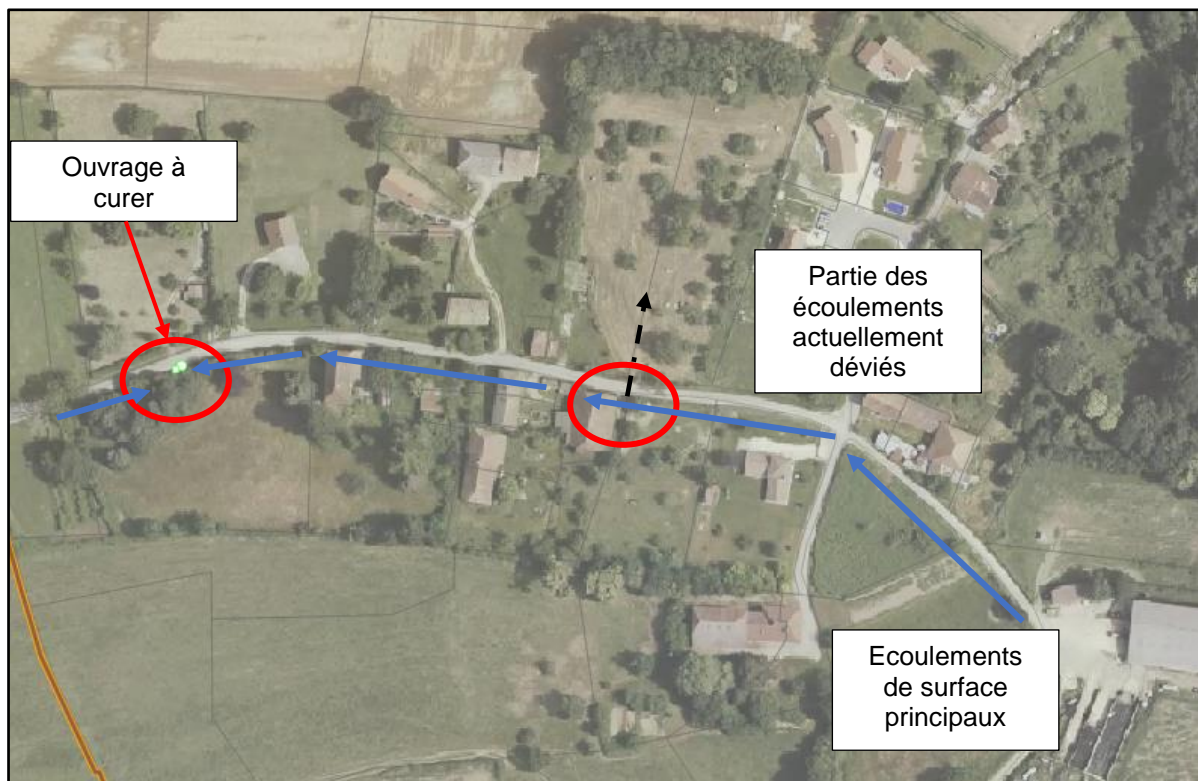 Ouvrage à
curer
Partie des
écoulements
actuellement
déviés
Ecoulements
de surface
principaux